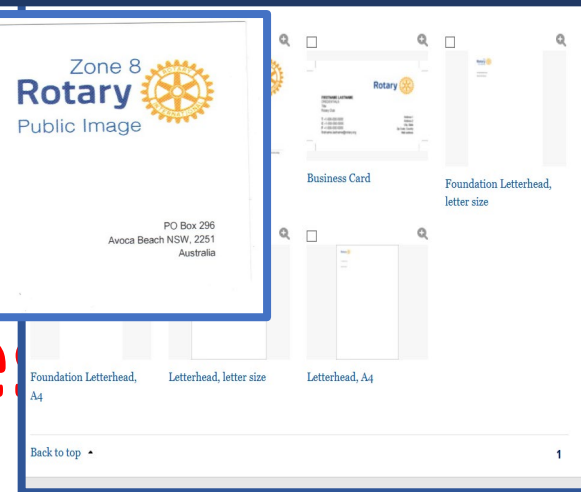 Zone 8
Rotary
Public Image
PO Box 296
Avoca Beach NSW, 2251
Australia
Rotary
Business Card
Foundation Letterhead,
letter size
Foundation Letterhead,
A4
Letterhead, letter size
Letterhead, A4
Back to top
1